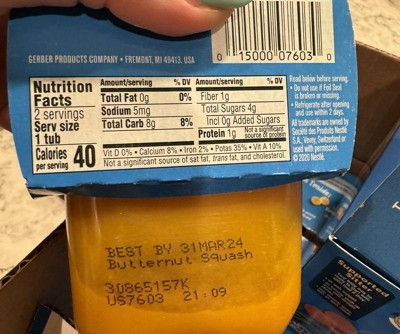 GERBER PRODUCTS COMPANY • FREMONT, MI 49413, USA
0 15000 07603 0
Nutrition Facts
2 servings
Serv size
1 tub
Calories 40
per serving
Amount/serving % DV
Total Fat 0g 0%
Sodium 5mg
Total Carb 8g 8%
Amount/serving % DV
Fiber 1g
Total Sugars 4g
Incl 0g Added Sugars
Protein 1g Not a significant source of protein
Vit D 0% • Calcium 8% • Iron 2% • Potas 35% • Vit A 10%
Not a significant source of sat fat, trans fat, and cholesterol.
Read below before serving.
• Do not use if Foil Seal
is broken or missing.
• Refrigerate after opening
and use within 2 days.
All trademarks are owned by
Société des Produits Nestlé
S.A., Vevey, Switzerland or
used with permission.
© 2020 Nestlé.
BEST BY 31MAR24
Butternut Squash
30865157K
US7603 21:09
Supported